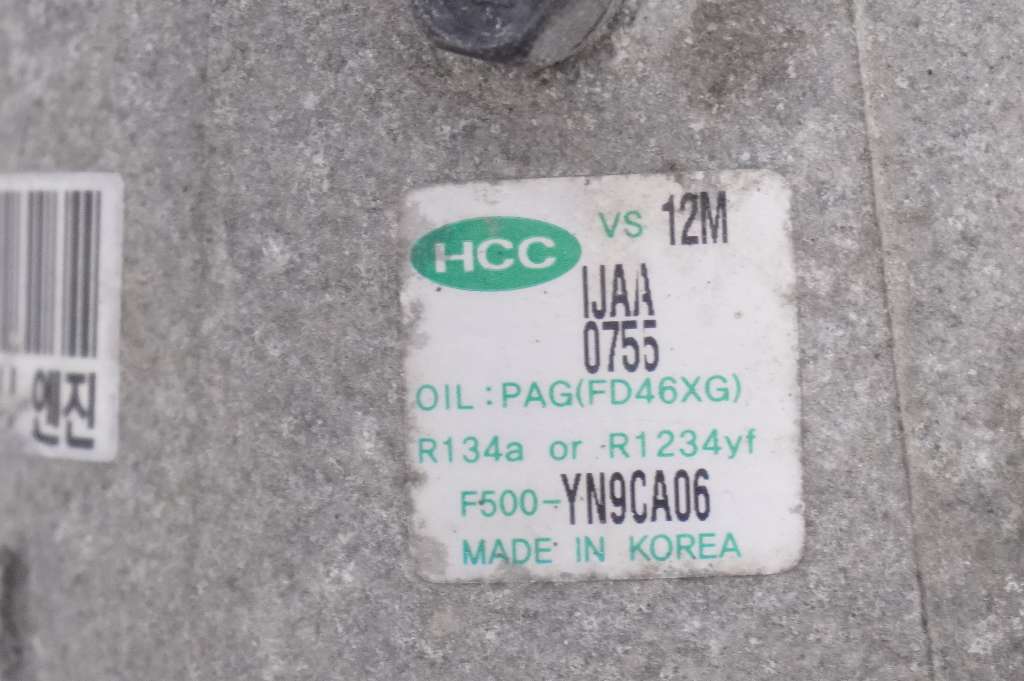 HCC VS 12M
IJAA
0755
OIL : PAG(FD46XG)
R134a or R1234yf
F500-YN9CA06
MADE IN KOREA
엔진